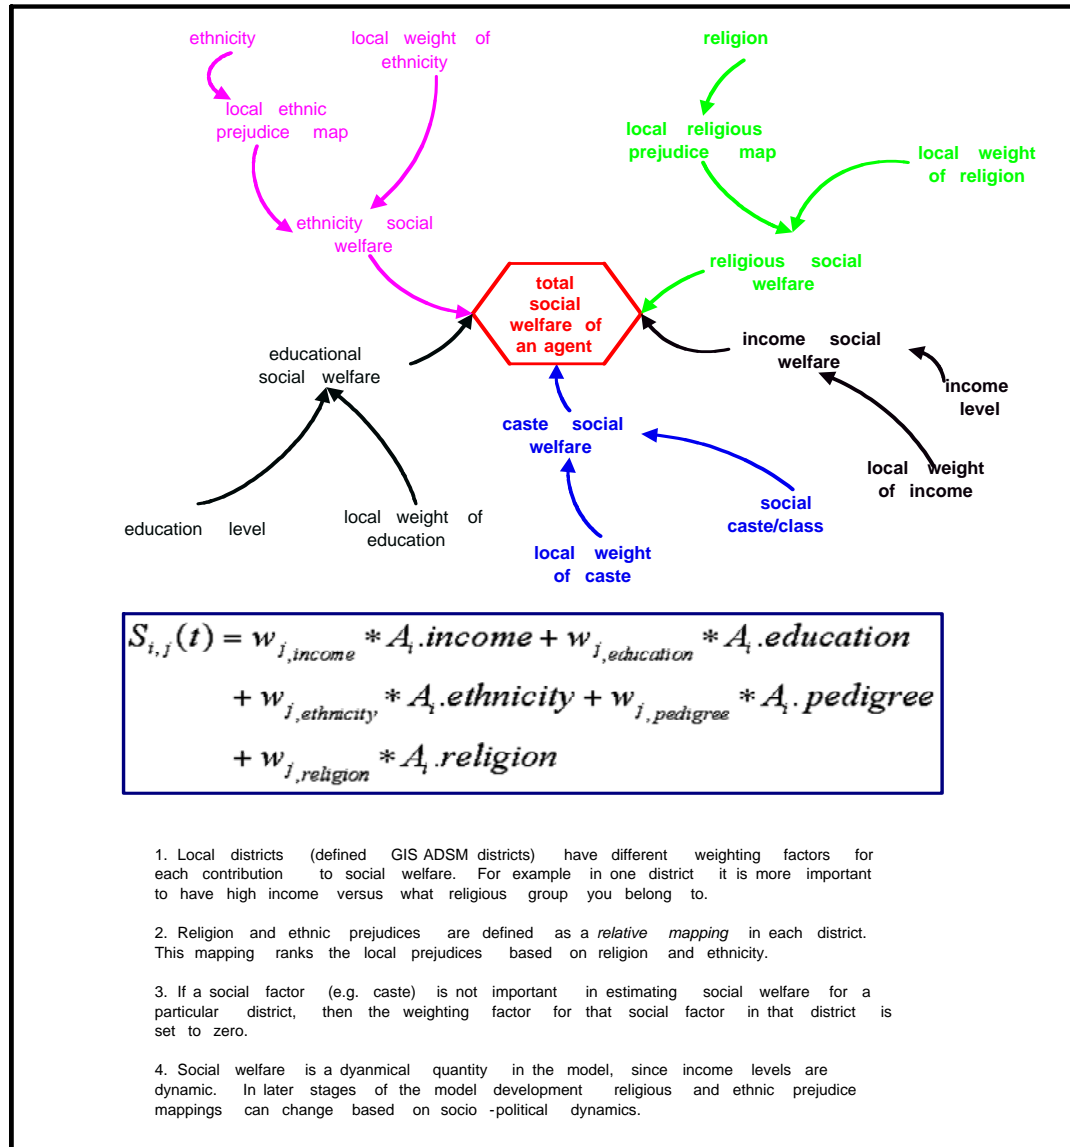 ethnicity
local weight of
ethnicity
religion
local ethnic
prejudice map
local religious
prejudice map
local weight
of religion
ethnicity social
welfare
religious social
welfare
total
social
welfare of
an agent
educational
social welfare
income social
welfare
income
level
caste social
welfare
local weight
of income
social
caste/class
education level
local weight of
education
local weight
of caste
S_{i,j}(t) = w_{j,income} * A_i.income + w_{j,education} * A_i.education
+ w_{j,ethnicity} * A_i.ethnicity + w_{j,pedigree} * A_i.pedigree
+ w_{j,religion} * A_i.religion
1. Local districts (defined GIS ADSM districts) have different weighting factors for
each contribution to social welfare. For example in one district it is more important
to have high income versus what religious group you belong to.
2. Religion and ethnic prejudices are defined as a relative mapping in each district.
This mapping ranks the local prejudices based on religion and ethnicity.
3. If a social factor (e.g. caste) is not important in estimating social welfare for a
particular district, then the weighting factor for that social factor in that district is
set to zero.
4. Social welfare is a dyanmical quantity in the model, since income levels are
dynamic. In later stages of the model development religious and ethnic prejudice
mappings can change based on socio -political dynamics.